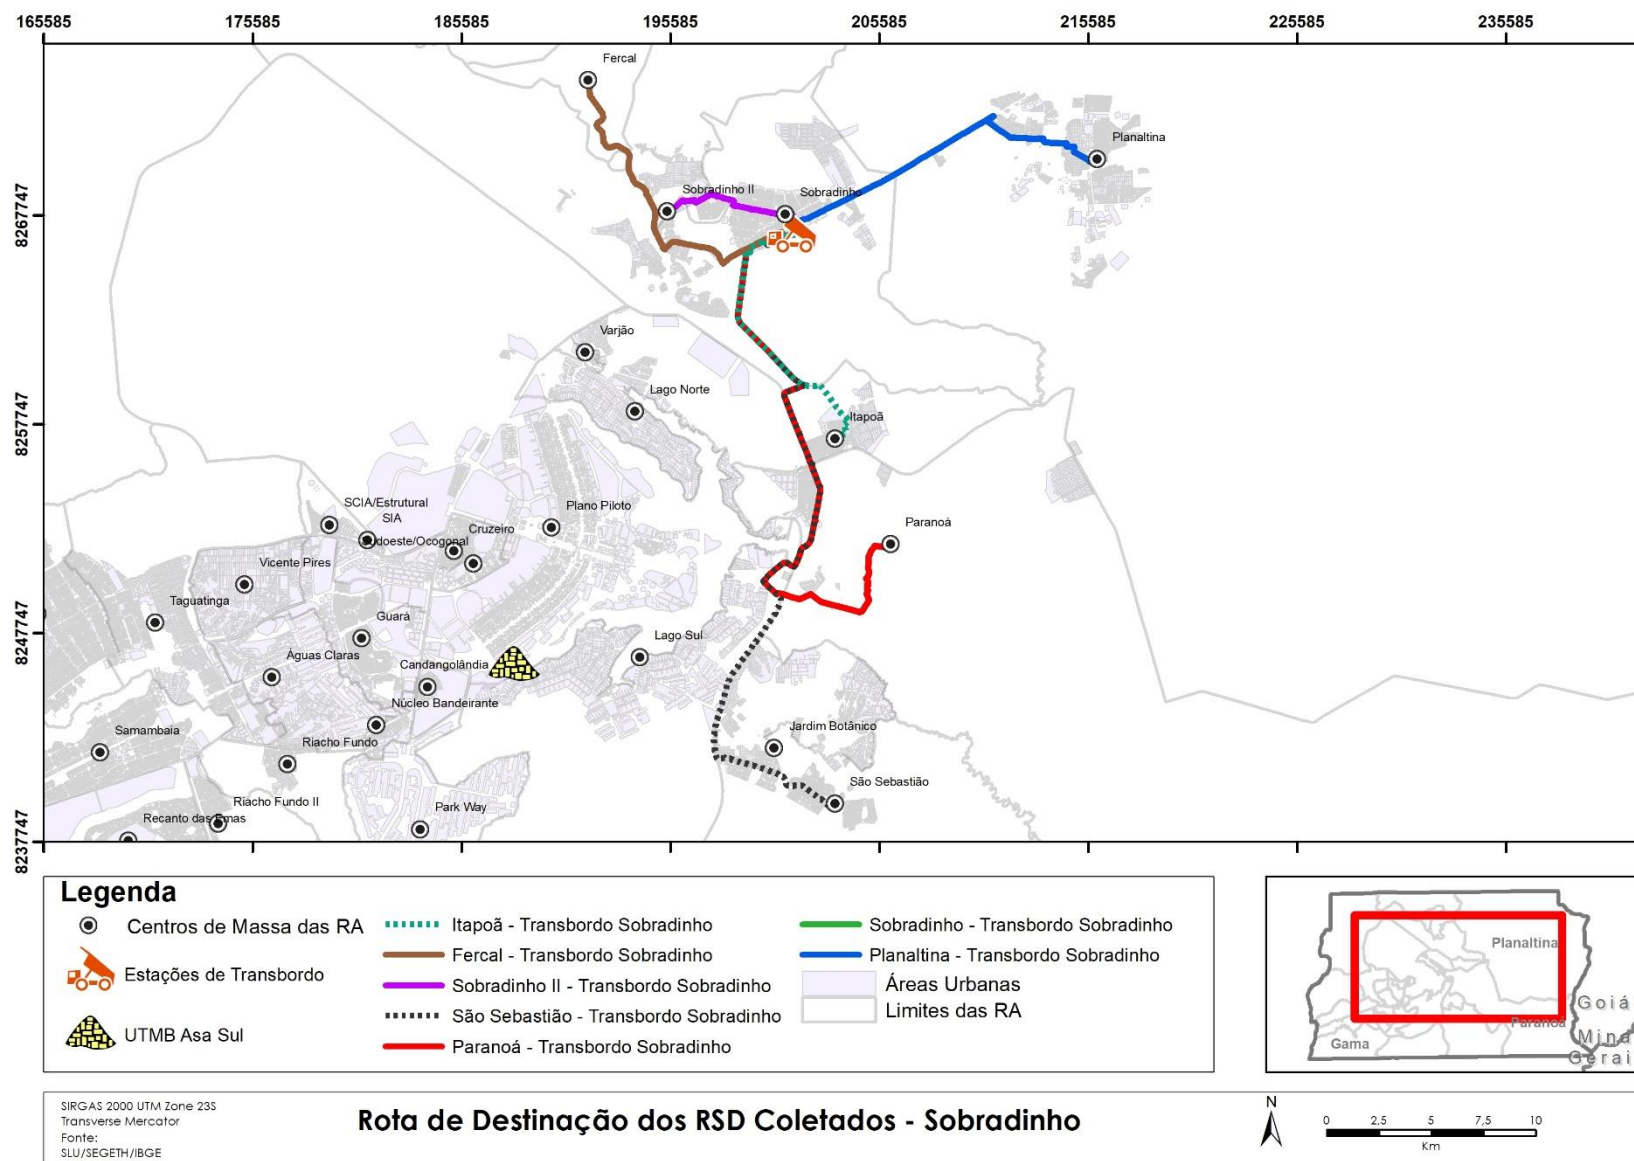 165585 175585 185585 195585 205585 215585 225585 235585
8267747
8257747
8247747
8237747
Fercal
Planaltina
Sobradinho II
Sobradinho
Varjão
Lago Norte
Itapoã
SCIA/Estrutural
SIA
Plano Piloto
Cruzeiro
Paranoá
Sudoeste/Ocogonal
Vicente Pires
Taguatinga
Guará
Lago Sul
Águas Claras
Candangolândia
Núcleo Bandeirante
Jardim Botânico
Samambaia
Riacho Fundo
São Sebastião
Riacho Fundo II
Park Way
Recanto das Emas
Legenda
Centros de Massa das RA
Estações de Transbordo
UTMB Asa Sul
Itapoã - Transbordo Sobradinho
Fercal - Transbordo Sobradinho
Sobradinho II - Transbordo Sobradinho
São Sebastião - Transbordo Sobradinho
Paranoá - Transbordo Sobradinho
Sobradinho - Transbordo Sobradinho
Planaltina - Transbordo Sobradinho
Áreas Urbanas
Limites das RA
Planaltina
Goiá
Paranoá
Mina
Gama
Gerai
SIRGAS 2000 UTM Zone 23S
Transverse Mercator
Fonte:
SLU/SEGETH/IBGE
Rota de Destinação dos RSD Coletados - Sobradinho
N
0 2,5 5 7,5 10
Km